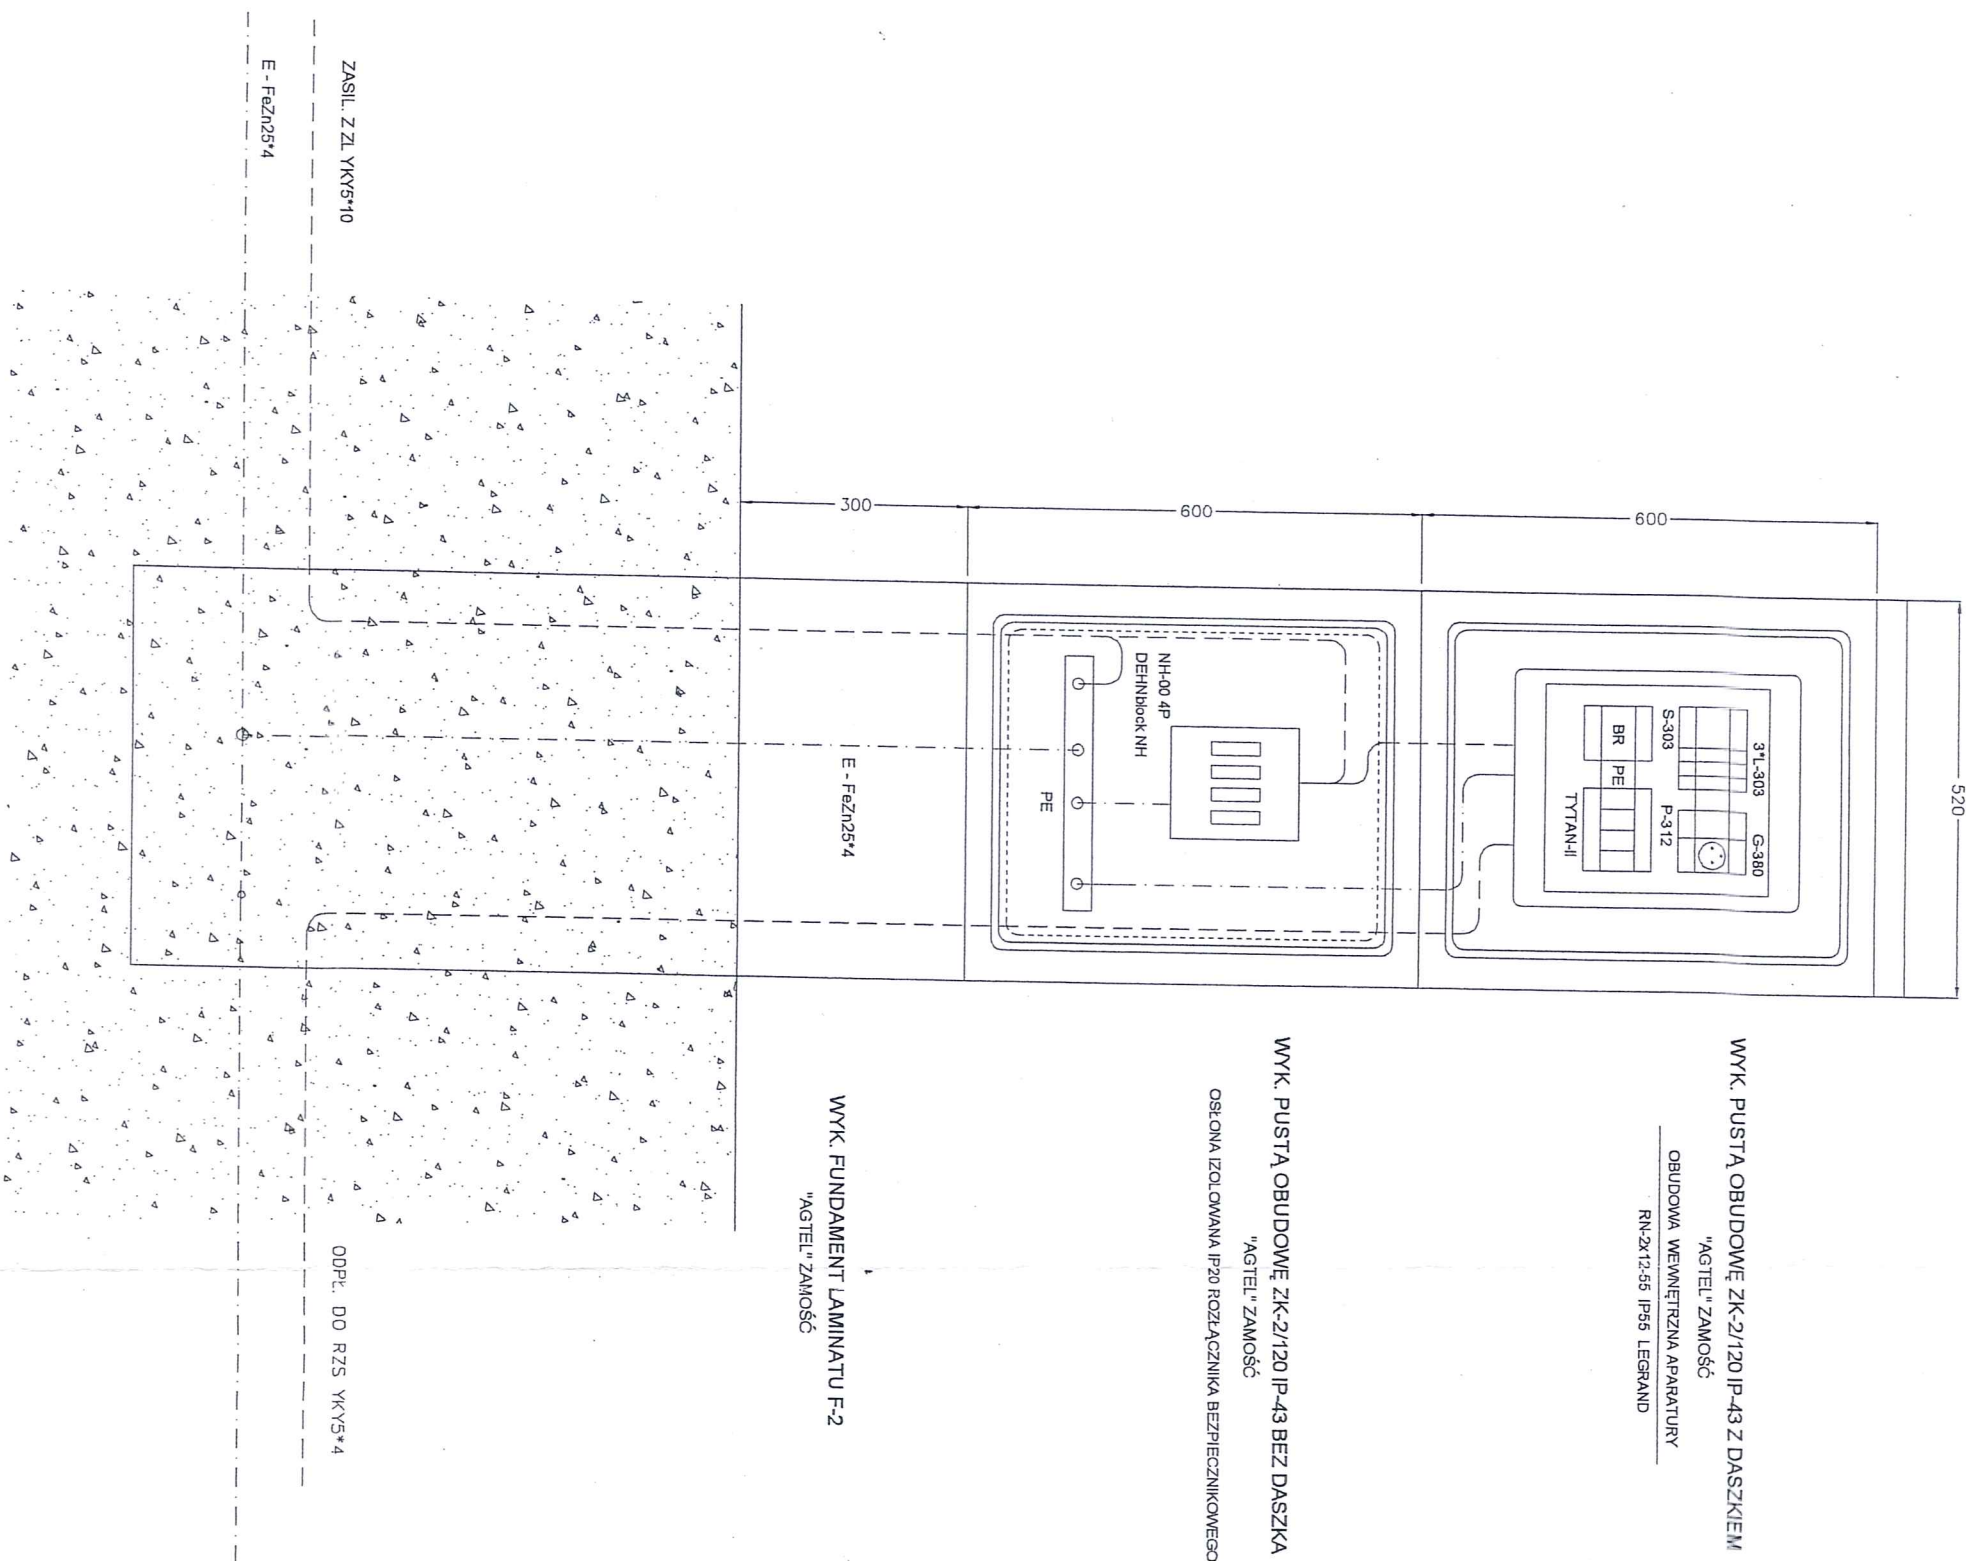 520
600
600
300
3*L-303
G-380
S-303
P-312
BR
PE
TYTAN-II
NH-00 4P
DEHNblock NH
PE
E - FeZn25*4
ZASIL. Z ZL YKY5*10
E - FeZn25*4
ODPŁ. DO RZS YKY5*4
WYK. PUSTĄ OBUDOWĘ ZK-2/120 IP-43 Z DASZKIEM
"AGTEL" ZAMOŚĆ
OBUDOWA WEWNĘTRZNA APARATURY
RN-2x12-55 IP55 LEGRAND
WYK. PUSTĄ OBUDOWĘ ZK-2/120 IP-43 BEZ DASZKA
"AGTEL" ZAMOŚĆ
OSŁONA IZOLOWANA IP20 ROZŁĄCZNIKA BEZPIECZNIKOWEGO
WYK. FUNDAMENT LAMINATU F-2
"AGTEL" ZAMOŚĆ